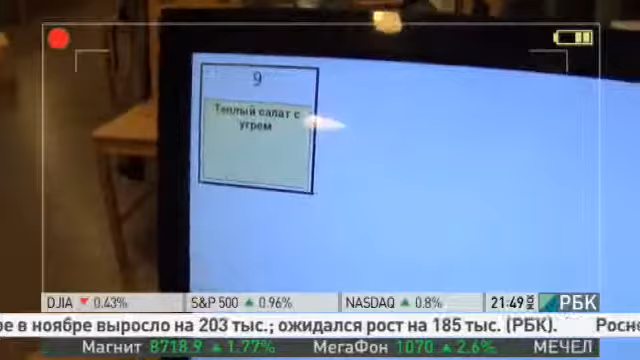 9
Теплый салат с
угрем
DJIA ▼ 0.43% S&P 500 ▲ 0.96% NASDAQ ▲ 0.8% 21:49 МСК РБК
в ноябре выросло на 203 тыс.; ожидался рост на 185 тыс. (РБК).
Магнит 8718.9 ▲ 1.77% МегаФон 1070 ▲ 2.6% МЕЧЕЛ